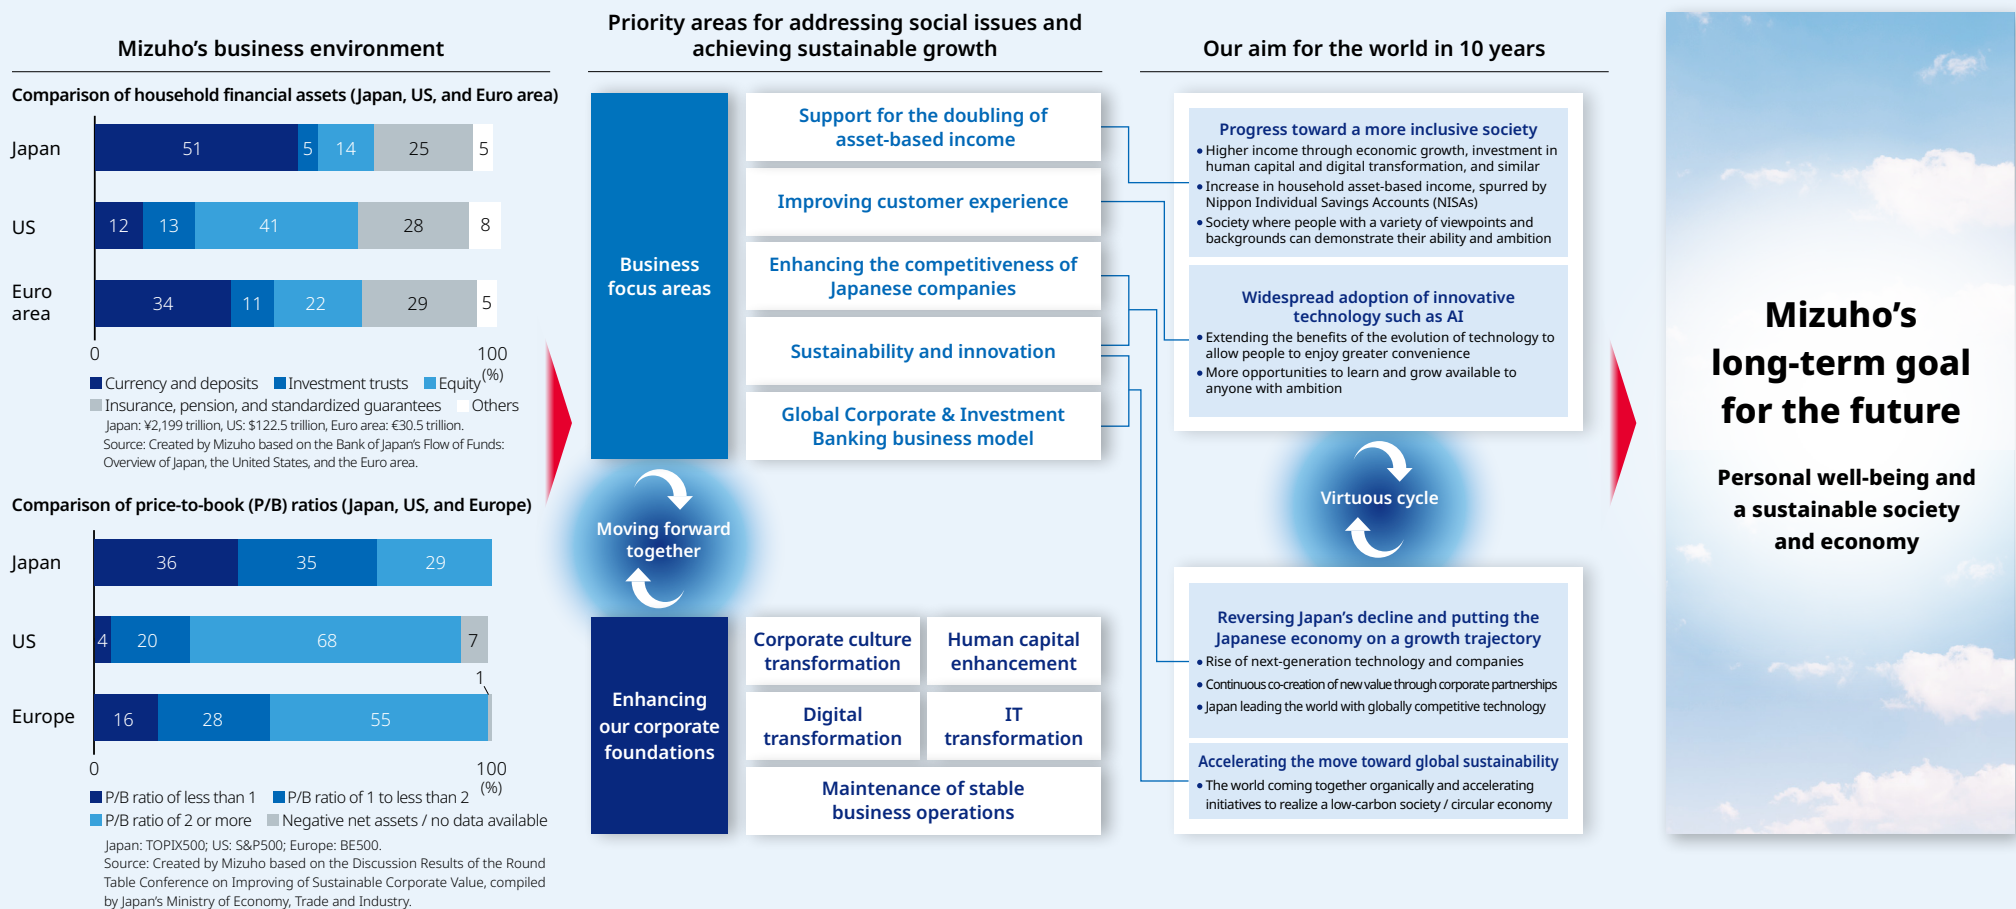 Mizuho’s business environment
Comparison of household financial assets (Japan, US, and Euro area)
Japan
51
5
14
25
5
US
12
13
41
28
8
Euro
area
34
11
22
29
5
0
100
(%)
Currency and deposits
Investment trusts
Equity
Insurance, pension, and standardized guarantees
Others
Japan: ¥2,199 trillion, US: $122.5 trillion, Euro area: €30.5 trillion.
Source: Created by Mizuho based on the Bank of Japan’s Flow of Funds:
Overview of Japan, the United States, and the Euro area.
Comparison of price-to-book (P/B) ratios (Japan, US, and Europe)
Japan
36
35
29
US
4
20
68
7
1
Europe
16
28
55
0
100
(%)
P/B ratio of less than 1
P/B ratio of 1 to less than 2
P/B ratio of 2 or more
Negative net assets / no data available
Japan: TOPIX500; US: S&P500; Europe: BE500.
Source: Created by Mizuho based on the Discussion Results of the Round
Table Conference on Improving of Sustainable Corporate Value, compiled
by Japan’s Ministry of Economy, Trade and Industry.
Priority areas for addressing social issues and
achieving sustainable growth
Business
focus areas
Support for the doubling of
asset-based income
Improving customer experience
Enhancing the competitiveness of
Japanese companies
Sustainability and innovation
Global Corporate & Investment
Banking business model
Moving forward
together
Enhancing
our corporate
foundations
Corporate culture
transformation
Human capital
enhancement
Digital
transformation
IT
transformation
Maintenance of stable
business operations
Our aim for the world in 10 years
Progress toward a more inclusive society
• Higher income through economic growth, investment in
human capital and digital transformation, and similar
• Increase in household asset-based income, spurred by
Nippon Individual Savings Accounts (NISAs)
• Society where people with a variety of viewpoints and
backgrounds can demonstrate their ability and ambition
Widespread adoption of innovative
technology such as AI
• Extending the benefits of the evolution of technology to
allow people to enjoy greater convenience
• More opportunities to learn and grow available to
anyone with ambition
Virtuous cycle
Reversing Japan’s decline and putting the
Japanese economy on a growth trajectory
• Rise of next-generation technology and companies
• Continuous co-creation of new value through corporate partnerships
• Japan leading the world with globally competitive technology
Accelerating the move toward global sustainability
• The world coming together organically and accelerating
initiatives to realize a low-carbon society / circular economy
Mizuho’s
long-term goal
for the future
Personal well-being and
a sustainable society
and economy